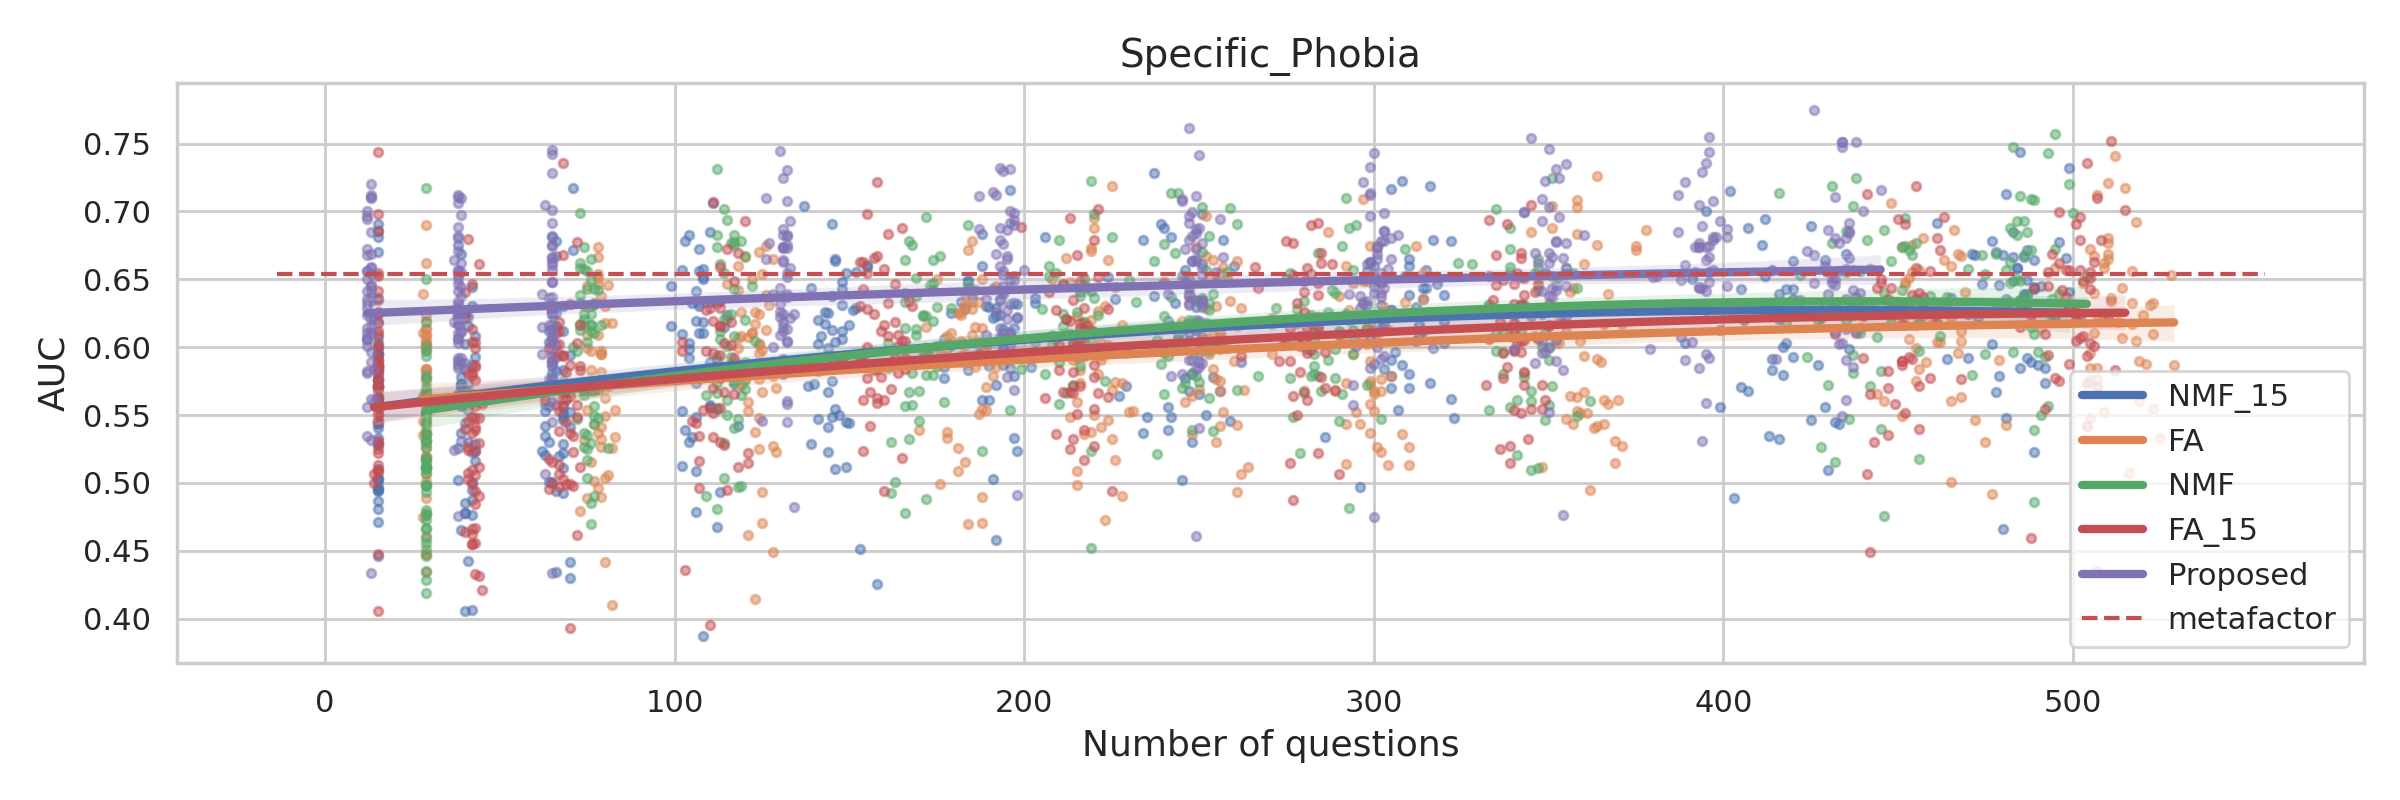 Specific_Phobia
AUC
0.75
0.70
0.65
0.60
0.55
0.50
0.45
0.40
NMF_15
FA
NMF
FA_15
Proposed
metafactor
0
100
200
300
400
500
Number of questions